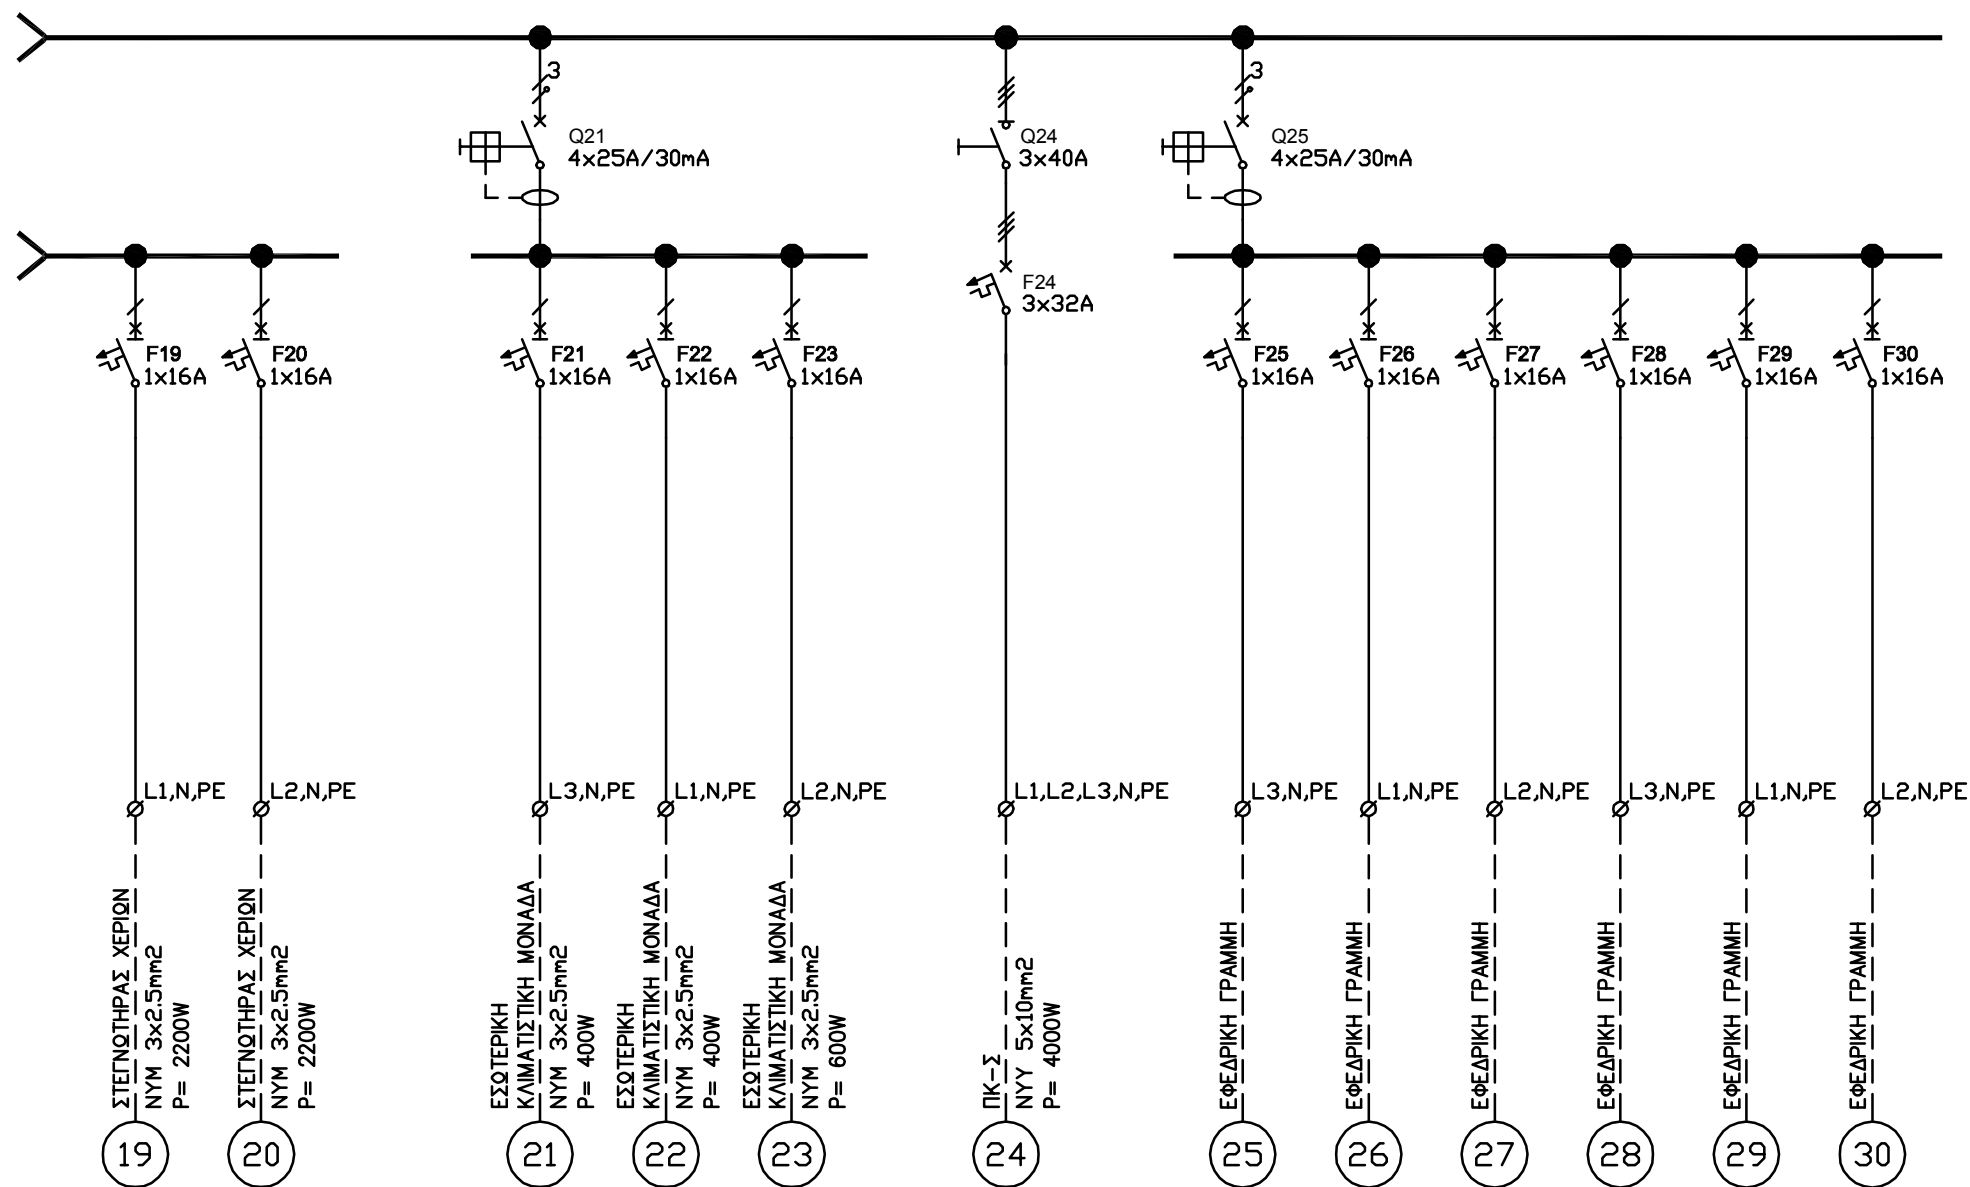 3
3
Q21
4x25A/30mA
Q24
3x40A
Q25
4x25A/30mA
F24
3x32A
F19
1x16A
F20
1x16A
F21
1x16A
F22
1x16A
F23
1x16A
F25
1x16A
F26
1x16A
F27
1x16A
F28
1x16A
F29
1x16A
F30
1x16A
L1,N,PE
L2,N,PE
L3,N,PE
L1,N,PE
L2,N,PE
L1,L2,L3,N,PE
L3,N,PE
L1,N,PE
L2,N,PE
L3,N,PE
L1,N,PE
L2,N,PE
ΣΤΕΓΝΩΤΗΡΑΣ ΧΕΡΙΩΝ
NYM 3x2.5mm2
P= 2200W
ΣΤΕΓΝΩΤΗΡΑΣ ΧΕΡΙΩΝ
NYM 3x2.5mm2
P= 2200W
ΕΣΩΤΕΡΙΚΗ
ΚΛΙΜΑΤΙΣΤΙΚΗ ΜΟΝΑΔΑ
NYM 3x2.5mm2
P= 400W
ΕΣΩΤΕΡΙΚΗ
ΚΛΙΜΑΤΙΣΤΙΚΗ ΜΟΝΑΔΑ
NYM 3x2.5mm2
P= 400W
ΕΣΩΤΕΡΙΚΗ
ΚΛΙΜΑΤΙΣΤΙΚΗ ΜΟΝΑΔΑ
NYM 3x2.5mm2
P= 600W
ΠΚ-Σ
NYY 5x10mm2
P= 4000W
ΕΦΕΔΡΙΚΗ ΓΡΑΜΜΗ
ΕΦΕΔΡΙΚΗ ΓΡΑΜΜΗ
ΕΦΕΔΡΙΚΗ ΓΡΑΜΜΗ
ΕΦΕΔΡΙΚΗ ΓΡΑΜΜΗ
ΕΦΕΔΡΙΚΗ ΓΡΑΜΜΗ
ΕΦΕΔΡΙΚΗ ΓΡΑΜΜΗ
19
20
21
22
23
24
25
26
27
28
29
30